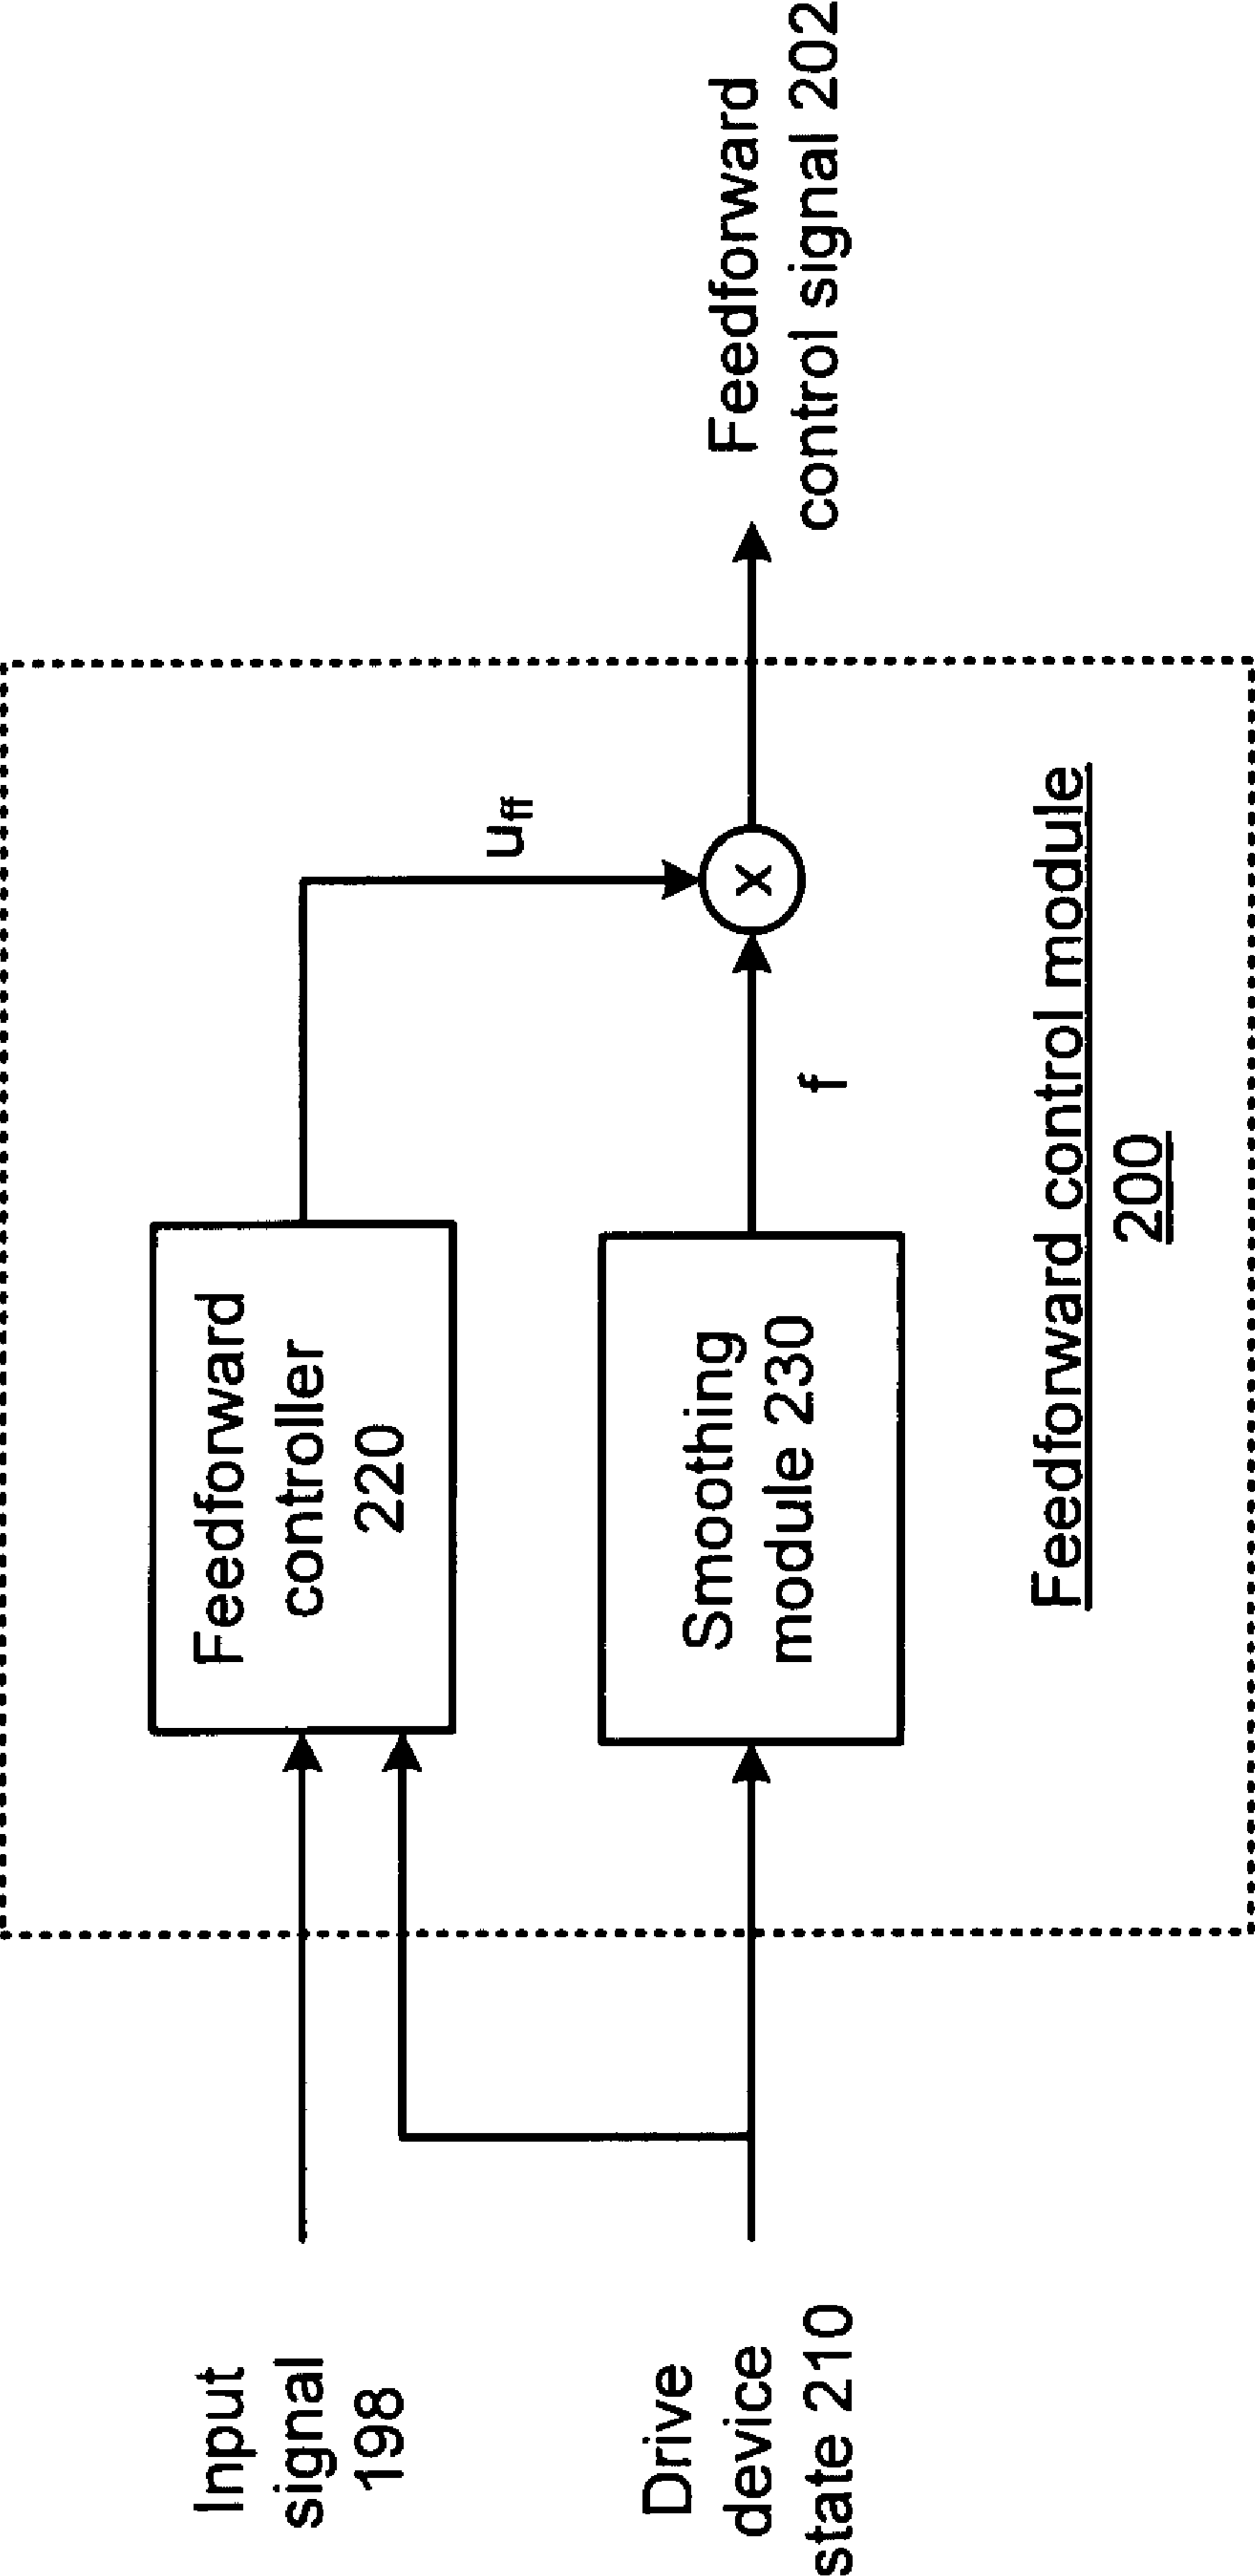 Input
signal
198
Feedforward
controller
220
u_ff
Drive
device
state 210
Smoothing
module 230
f
x
Feedforward
control signal 202
Feedforward control module
200